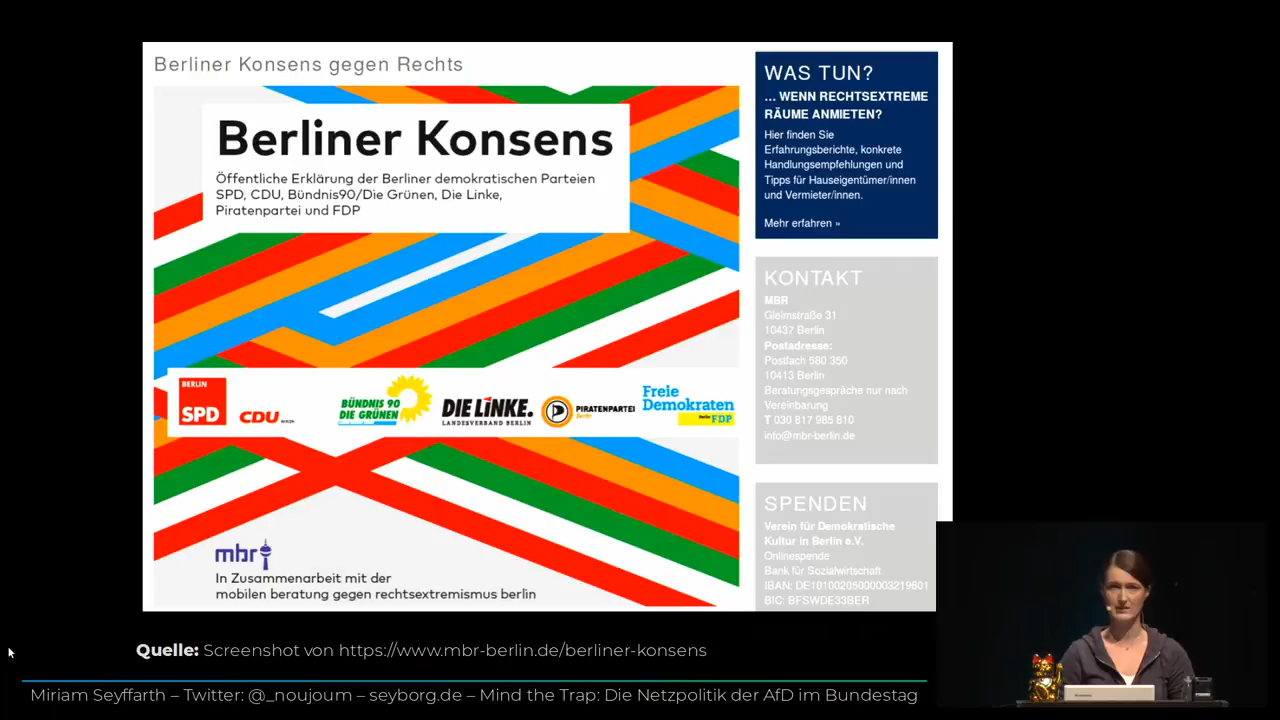 Berliner Konsens gegen Rechts
Berliner Konsens
Öffentliche Erklärung der Berliner demokratischen Parteien
SPD, CDU, Bündnis90/Die Grünen, Die Linke,
Piratenpartei und FDP
BERLIN
SPD
CDU
BÜNDNIS 90
DIE GRÜNEN
DIE LINKE.
LANDESVERBAND BERLIN
PIRATENPARTEI
Berlin
Freie
Demokraten
Berlin FDP
mbr
In Zusammenarbeit mit der
mobilen beratung gegen rechtsextremismus berlin
WAS TUN?
... WENN RECHTSEXTREME
RÄUME ANMIETEN?
Hier finden Sie
Erfahrungsberichte, konkrete
Handlungsempfehlungen und
Tipps für Hauseigentümer/innen
und Vermieter/innen.
Mehr erfahren »
KONTAKT
MBR
Gleimstraße 31
10437 Berlin
Postadresse:
Postfach 580 350
10413 Berlin
Beratungsgespräche nur nach
Vereinbarung
T 030 817 985 810
info@mbr-berlin.de
SPENDEN
Verein für Demokratische
Kultur in Berlin e.V.
Onlinespende
Bank für Sozialwirtschaft
IBAN: DE10100205000003219601
BIC: BFSWDE33BER
Quelle: Screenshot von https://www.mbr-berlin.de/berliner-konsens
Miriam Seyffarth – Twitter: @_noujoum – seyborg.de – Mind the Trap: Die Netzpolitik der AfD im Bundestag